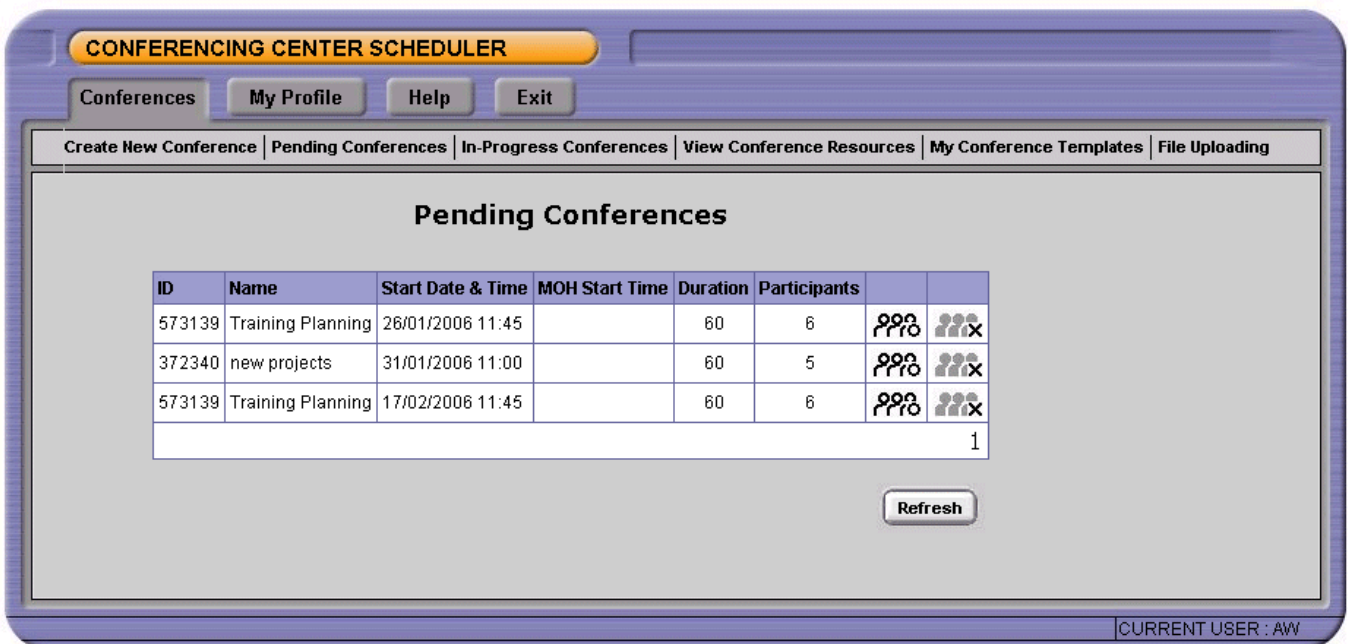 CONFERENCING CENTER SCHEDULER
Conferences My Profile Help Exit
Create New Conference | Pending Conferences | In-Progress Conferences | View Conference Resources | My Conference Templates | File Uploading
Pending Conferences
ID Name Start Date & Time MOH Start Time Duration Participants
573139 Training Planning 26/01/2006 11:45 60 6
372340 new projects 31/01/2006 11:00 60 5
573139 Training Planning 17/02/2006 11:45 60 6
1
Refresh
CURRENT USER : AW